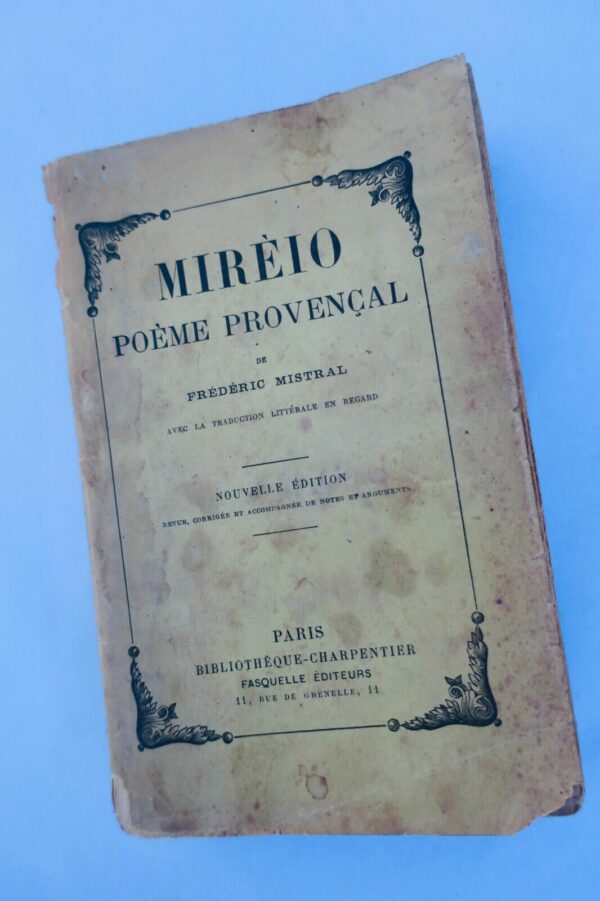 MIRÈIO
POÈME PROVENÇAL
DE
FRÉDÉRIC MISTRAL
AVEC LA TRADUCTION LITTÉRALE EN REGARD
NOUVELLE ÉDITION
REVUE, CORRIGÉE ET ACCOMPAGNÉE DE NOTES ET ARGUMENTS
PARIS
BIBLIOTHÈQUE-CHARPENTIER
FASQUELLE ÉDITEURS
11, RUE DE GRENELLE, 11